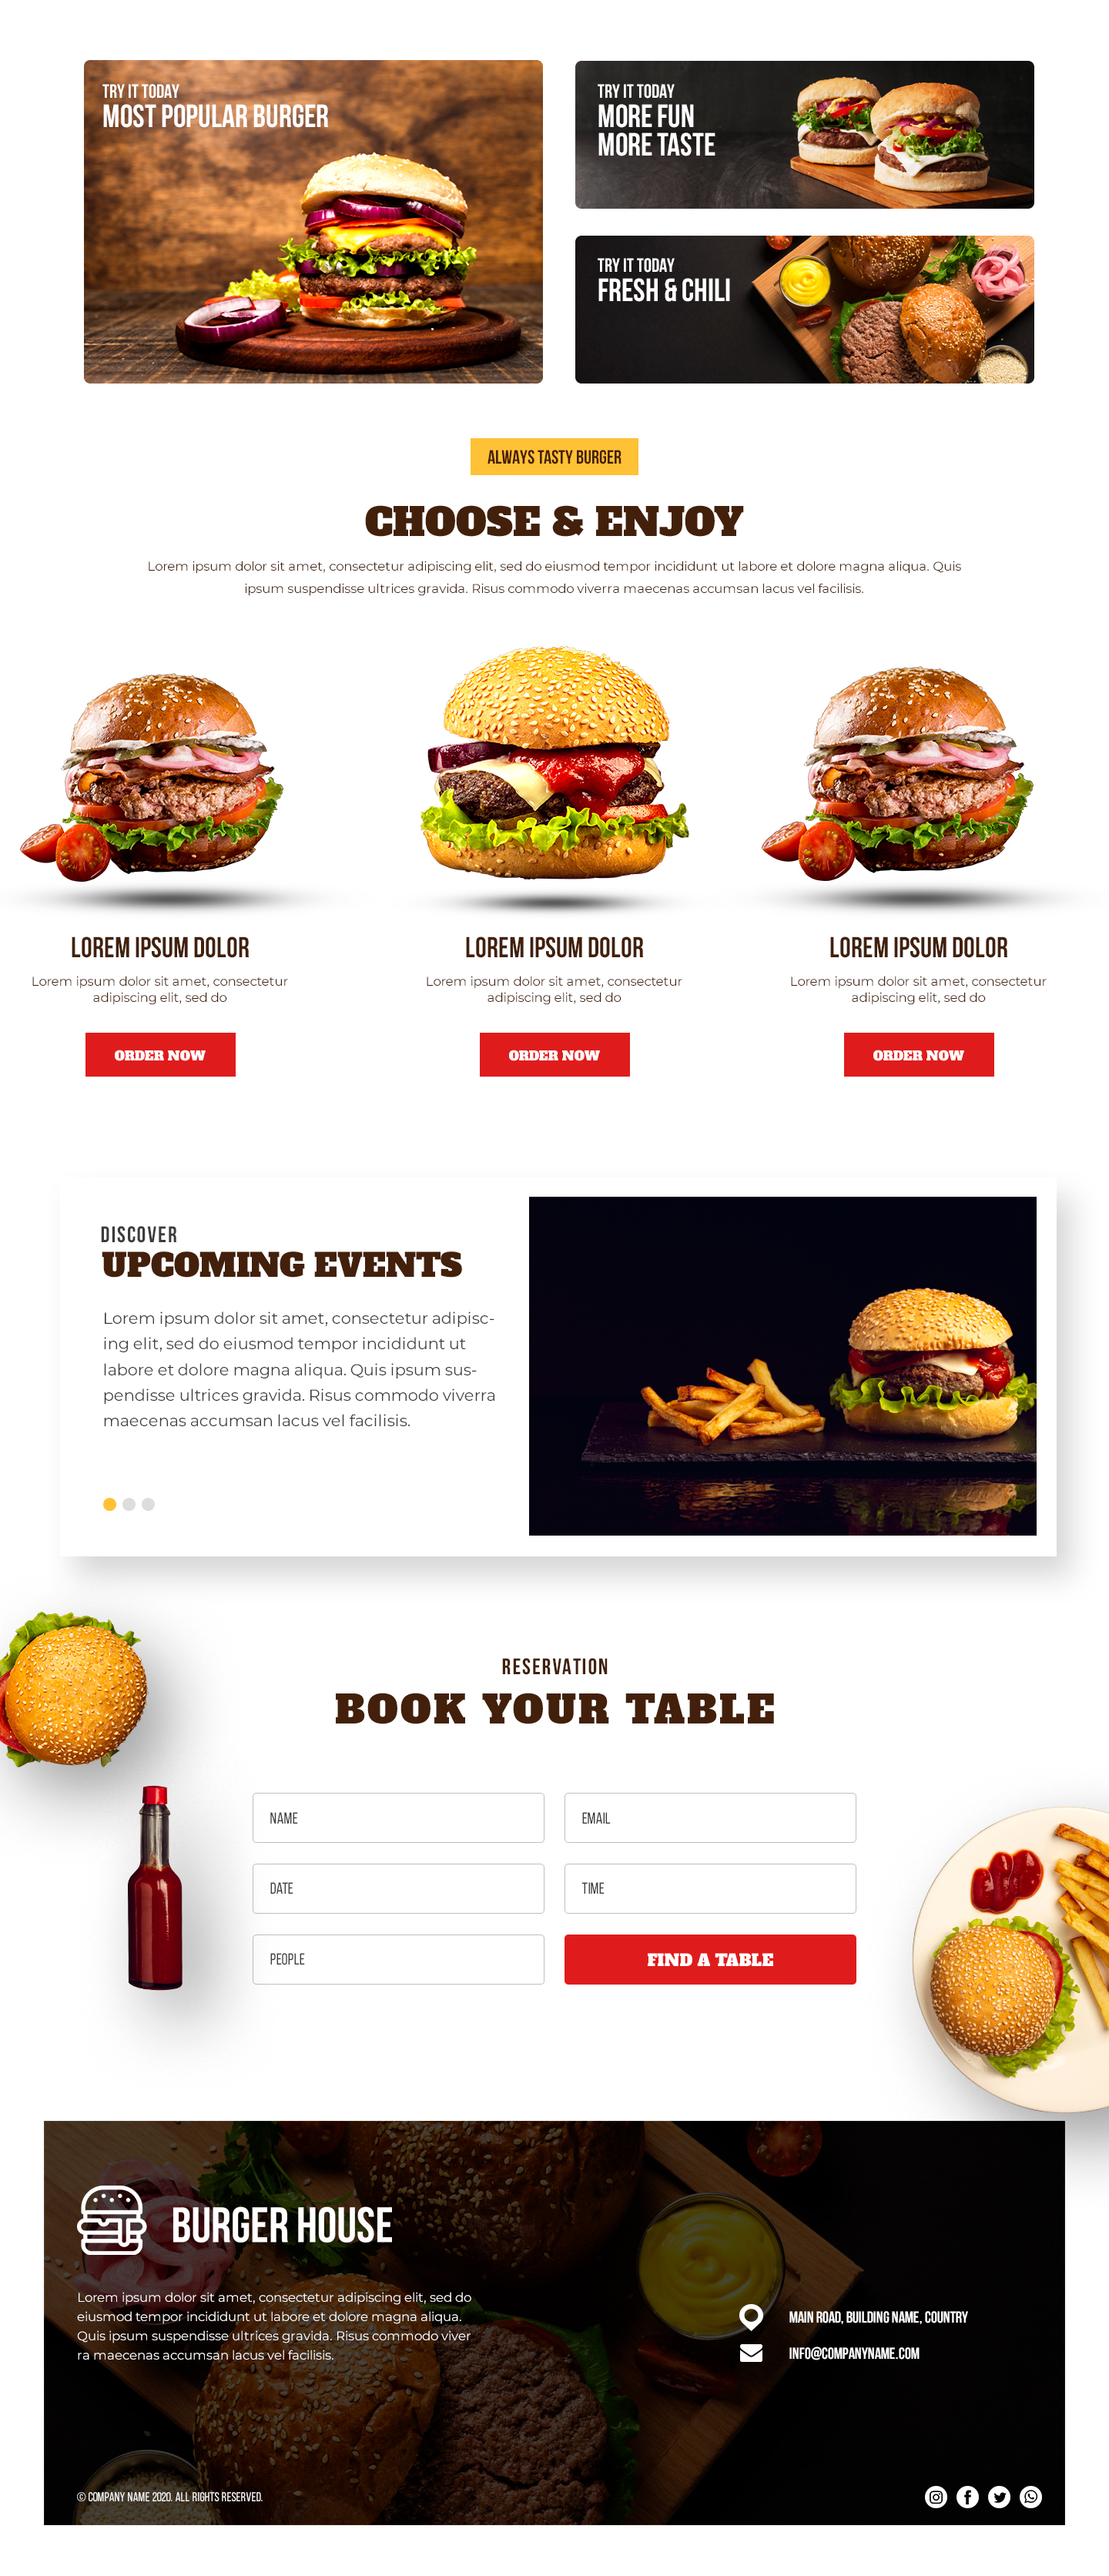 TRY IT TODAY
MOST POPULAR BURGER
TRY IT TODAY
MORE FUN
MORE TASTE
TRY IT TODAY
FRESH & CHILI
ALWAYS TASTY BURGER
CHOOSE & ENJOY
Lorem ipsum dolor sit amet, consectetur adipiscing elit, sed do eiusmod tempor incididunt ut labore et dolore magna aliqua. Quis
ipsum suspendisse ultrices gravida. Risus commodo viverra maecenas accumsan lacus vel facilisis.
LOREM IPSUM DOLOR
Lorem ipsum dolor sit amet, consectetur
adipiscing elit, sed do
ORDER NOW
LOREM IPSUM DOLOR
Lorem ipsum dolor sit amet, consectetur
adipiscing elit, sed do
ORDER NOW
LOREM IPSUM DOLOR
Lorem ipsum dolor sit amet, consectetur
adipiscing elit, sed do
ORDER NOW
DISCOVER
UPCOMING EVENTS
Lorem ipsum dolor sit amet, consectetur adipisc-
ing elit, sed do eiusmod tempor incididunt ut
labore et dolore magna aliqua. Quis ipsum sus-
pendisse ultrices gravida. Risus commodo viverra
maecenas accumsan lacus vel facilisis.
RESERVATION
BOOK YOUR TABLE
NAME
EMAIL
DATE
TIME
PEOPLE
FIND A TABLE
BURGER HOUSE
Lorem ipsum dolor sit amet, consectetur adipiscing elit, sed do
eiusmod tempor incididunt ut labore et dolore magna aliqua.
Quis ipsum suspendisse ultrices gravida. Risus commodo viver
ra maecenas accumsan lacus vel facilisis.
MAIN ROAD, BUILDING NAME, COUNTRY
INFO@COMPANYNAME.COM
© COMPANY NAME 2020. ALL RIGHTS RESERVED.